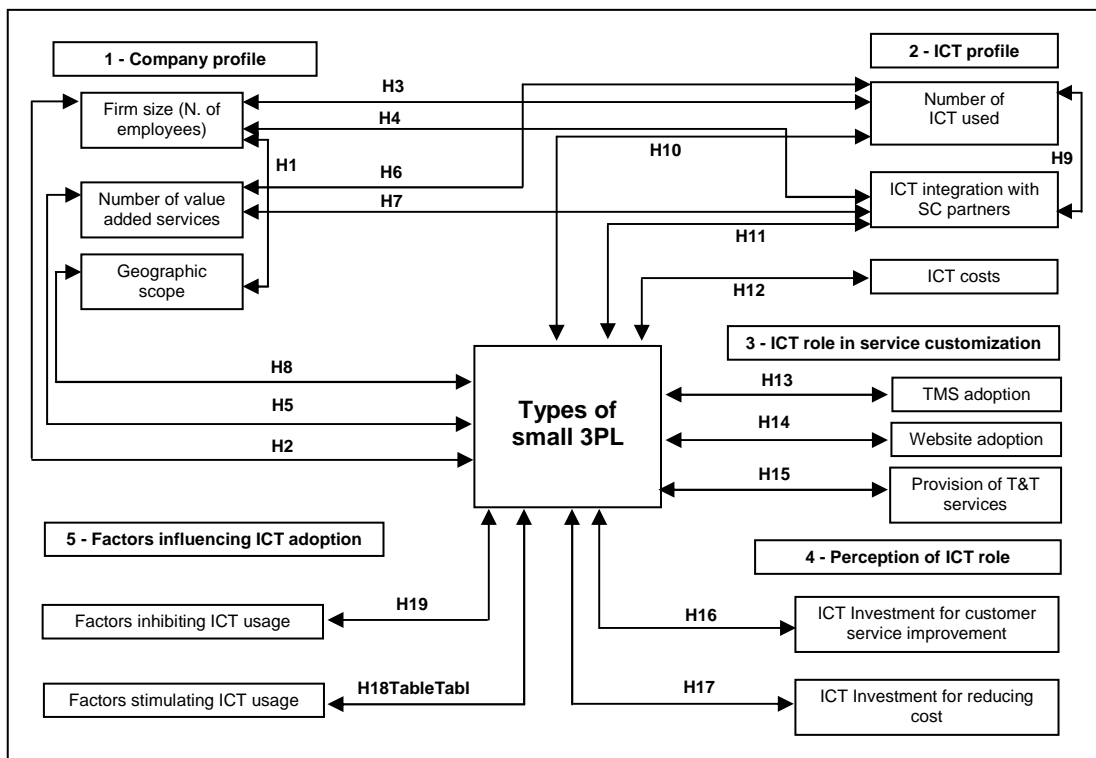 1 - Company profile
2 - ICT profile
Firm size (N. of
employees)
H3
H4
H1
H10
Number of
ICT used
H9
Number of value
added services
H6
H7
ICT integration with
SC partners
H11
Geographic
scope
H12
ICT costs
3 - ICT role in service customization
H8
H5
H2
Types of
small 3PL
H13
TMS adoption
H14
Website adoption
H15
Provision of T&T
services
5 - Factors influencing ICT adoption
4 - Perception of ICT role
Factors inhibiting ICT usage
H19
H16
ICT Investment for customer
service improvement
Factors stimulating ICT usage
H18TableTabl
H17
ICT Investment for reducing
cost